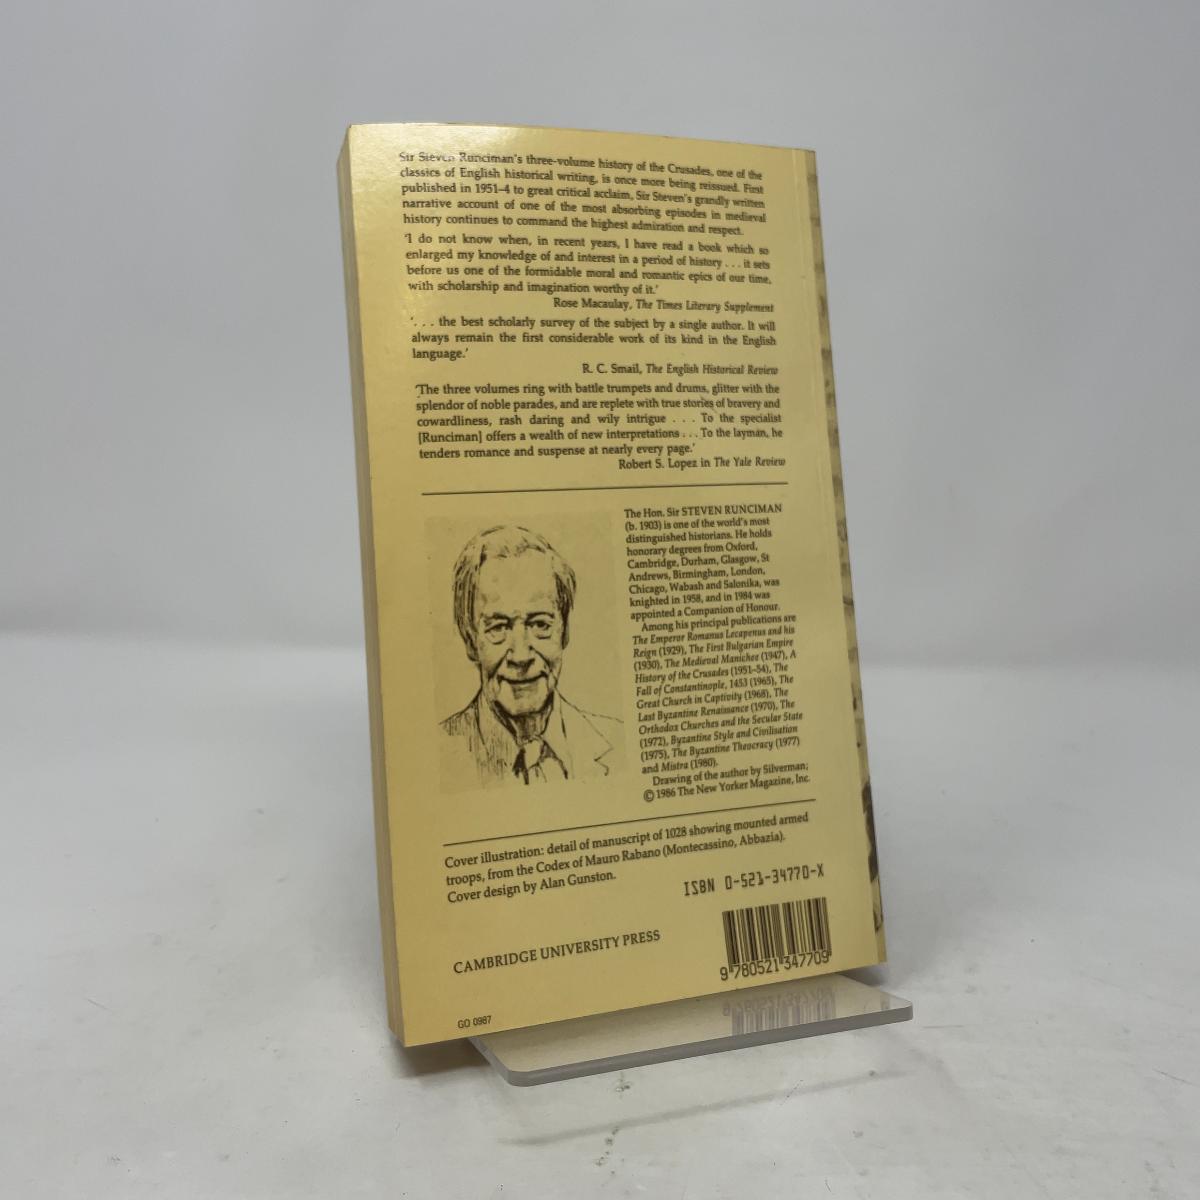 Sir Steven Runciman's three-volume history of the Crusades, one of the
classics of English historical writing, is once more being reissued. First
published in 1951–4 to great critical acclaim, Sir Steven's grandly written
narrative account of one of the most absorbing episodes in medieval
history continues to command the highest admiration and respect.
'I do not know when, in recent years, I have read a book which so
enlarged my knowledge of and interest in a period of history . . . it sets
before us one of the formidable moral and romantic epics of our time,
with scholarship and imagination worthy of it.'
Rose Macaulay, The Times Literary Supplement
'. . . the best scholarly survey of the subject by a single author. It will
always remain the first considerable work of its kind in the English
language.'
R. C. Smail, The English Historical Review
'The three volumes ring with battle trumpets and drums, glitter with the
splendor of noble parades, and are replete with true stories of bravery and
cowardliness, rash daring and wily intrigue . . . To the specialist
[Runciman] offers a wealth of new interpretations . . . To the layman, he
tenders romance and suspense at nearly every page.'
Robert S. Lopez in The Yale Review
The Hon. Sir STEVEN RUNCIMAN
(b. 1903) is one of the world's most
distinguished historians. He holds
honorary degrees from Oxford,
Cambridge, Durham, Glasgow, St
Andrews, Birmingham, London,
Chicago, Wabash and Salonika, was
knighted in 1958, and in 1984 was
appointed a Companion of Honour.
Among his principal publications are
The Emperor Romanus Lecapenus and his
Reign (1929), The First Bulgarian Empire
(1930), The Medieval Manichee (1947), A
History of the Crusades (1951–54), The
Fall of Constantinople, 1453 (1965), The
Great Church in Captivity (1968), The
Last Byzantine Renaissance (1970), The
Orthodox Churches and the Secular State
(1972), Byzantine Style and Civilisation
(1975), The Byzantine Theocracy (1977)
and Mistra (1980).
Drawing of the author by Silverman;
© 1986 The New Yorker Magazine, Inc.
Cover illustration: detail of manuscript of 1028 showing mounted armed
troops, from the Codex of Mauro Rabano (Montecassino, Abbazia).
Cover design by Alan Gunston.
ISBN 0-521-34770-X
CAMBRIDGE UNIVERSITY PRESS
9 780521 347709
GO 0987